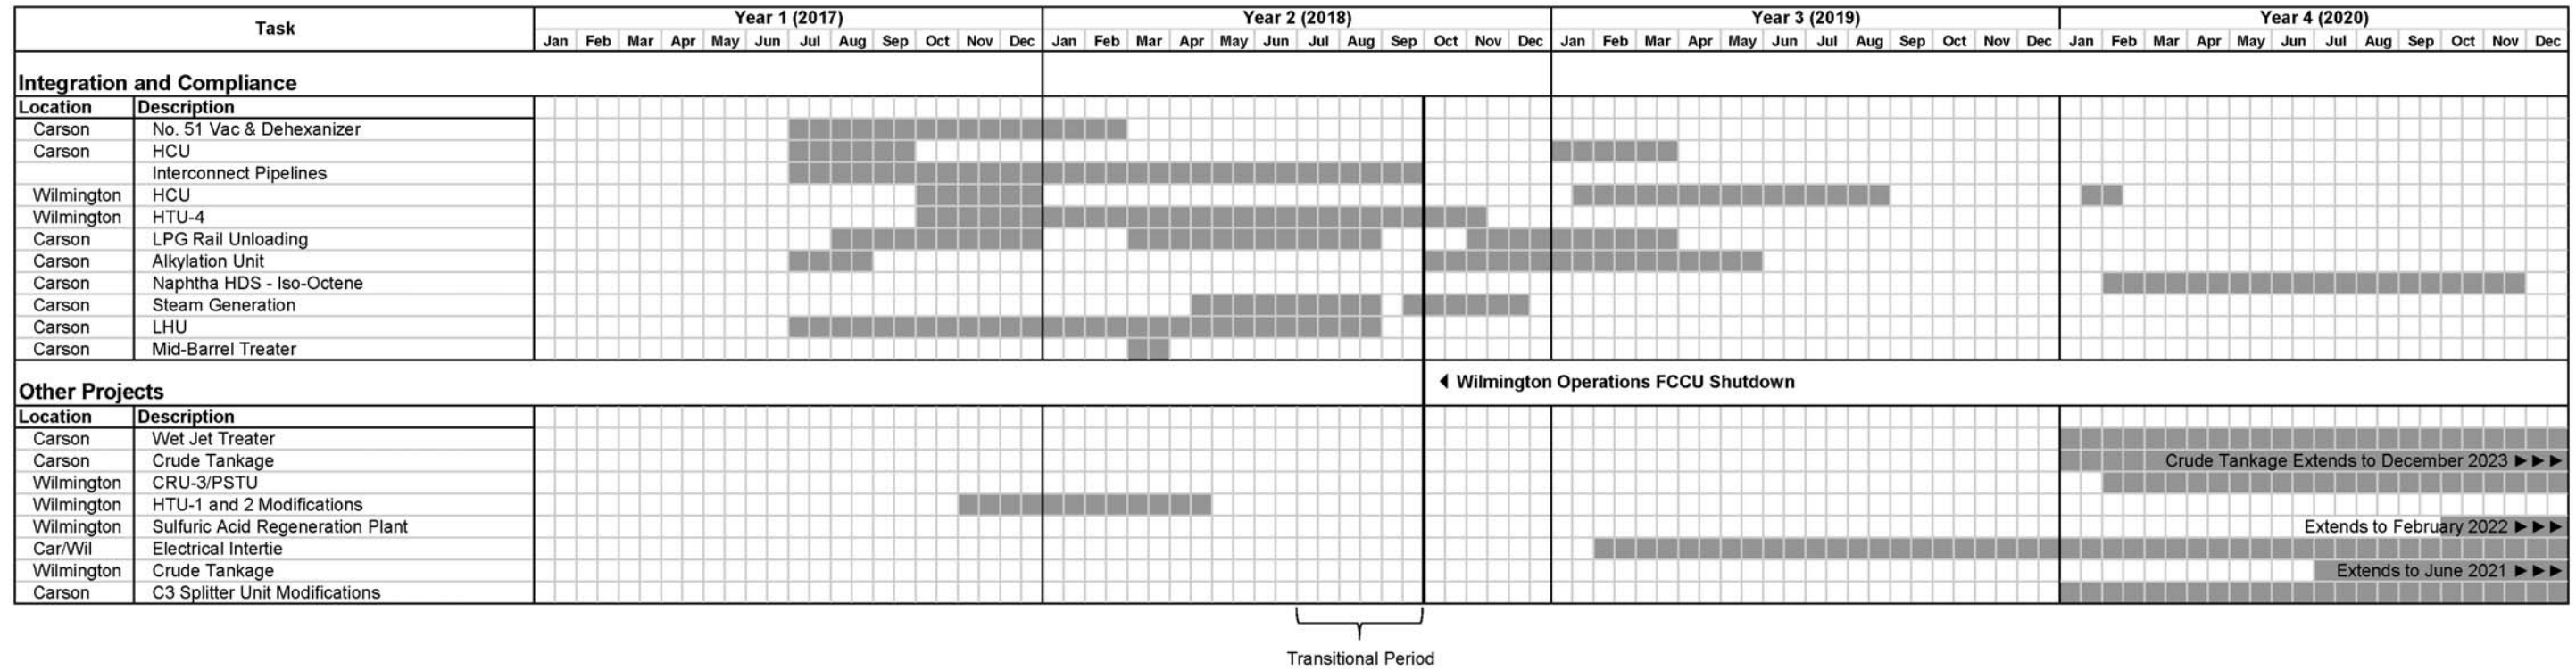 Task
Year 1 (2017) Year 2 (2018) Year 3 (2019) Year 4 (2020)
Jan Feb Mar Apr May Jun Jul Aug Sep Oct Nov Dec Jan Feb Mar Apr May Jun Jul Aug Sep Oct Nov Dec Jan Feb Mar Apr May Jun Jul Aug Sep Oct Nov Dec Jan Feb Mar Apr May Jun Jul Aug Sep Oct Nov Dec
Integration and Compliance
Location Description
Carson No. 51 Vac & Dehexanizer
Carson HCU
Interconnect Pipelines
Wilmington HCU
Wilmington HTU-4
Carson LPG Rail Unloading
Carson Alkylation Unit
Carson Naphtha HDS - Iso-Octene
Carson Steam Generation
Carson LHU
Carson Mid-Barrel Treater
Other Projects
Wilmington Operations FCCU Shutdown
Location Description
Carson Wet Jet Treater
Carson Crude Tankage Crude Tankage Extends to December 2023
Wilmington CRU-3/PSTU
Wilmington HTU-1 and 2 Modifications
Wilmington Sulfuric Acid Regeneration Plant Extends to February 2022
Car/Wil Electrical Intertie
Wilmington Crude Tankage Extends to June 2021
Carson C3 Splitter Unit Modifications
Transitional Period